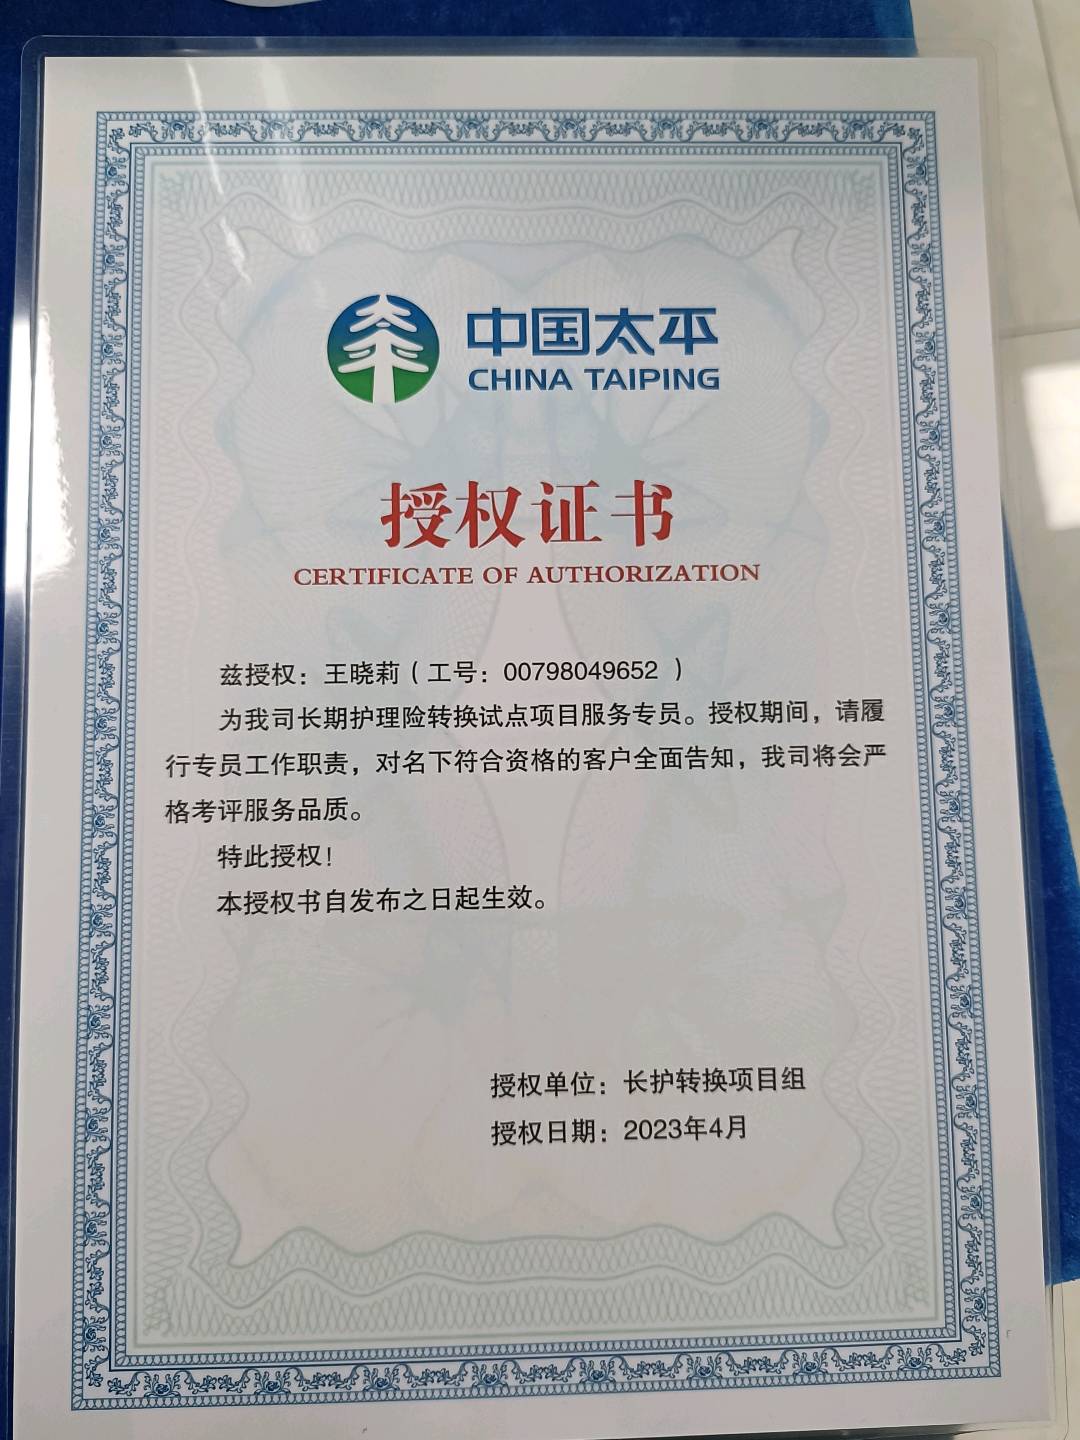 中国太平
CHINA TAIPING
授权证书
CERTIFICATE OF AUTHORIZATION
兹授权：王晓莉（工号：00798049652 ）
为我司长期护理险转换试点项目服务专员。授权期间，请履
行专员工作职责，对名下符合资格的客户全面告知，我司将会严
格考评服务品质。
特此授权！
本授权书自发布之日起生效。
授权单位：长护转换项目组
授权日期：2023年4月